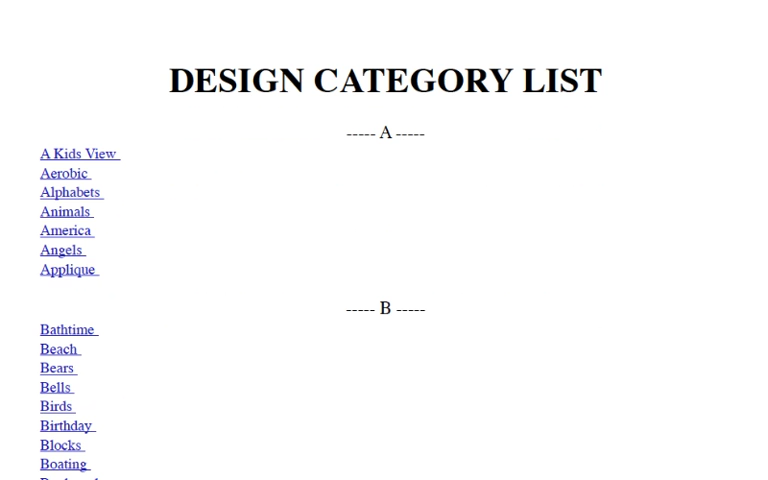 DESIGN CATEGORY LIST
----- A -----
A Kids View
Aerobic
Alphabets
Animals
America
Angels
Applique
----- B -----
Bathtime
Beach
Bears
Bells
Birds
Birthday
Blocks
Boating